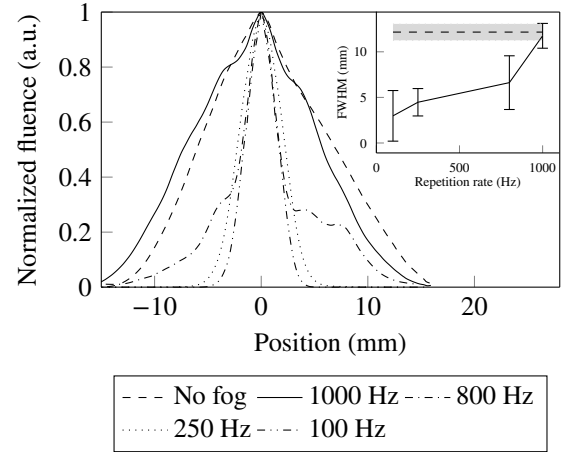 Normalized fluence (a.u.)
1
0.8
0.6
0.4
0.2
0
−10
0
10
20
Position (mm)
FWHM (mm)
10
5
0
0
500
1000
Repetition rate (Hz)
No fog
1000 Hz
800 Hz
250 Hz
100 Hz